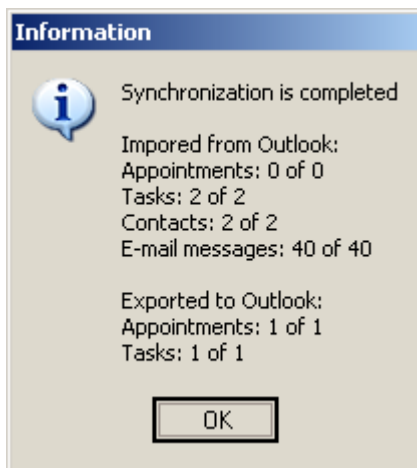 Information
Synchronization is completed
Impored from Outlook:
Appointments: 0 of 0
Tasks: 2 of 2
Contacts: 2 of 2
E-mail messages: 40 of 40
Exported to Outlook:
Appointments: 1 of 1
Tasks: 1 of 1
OK